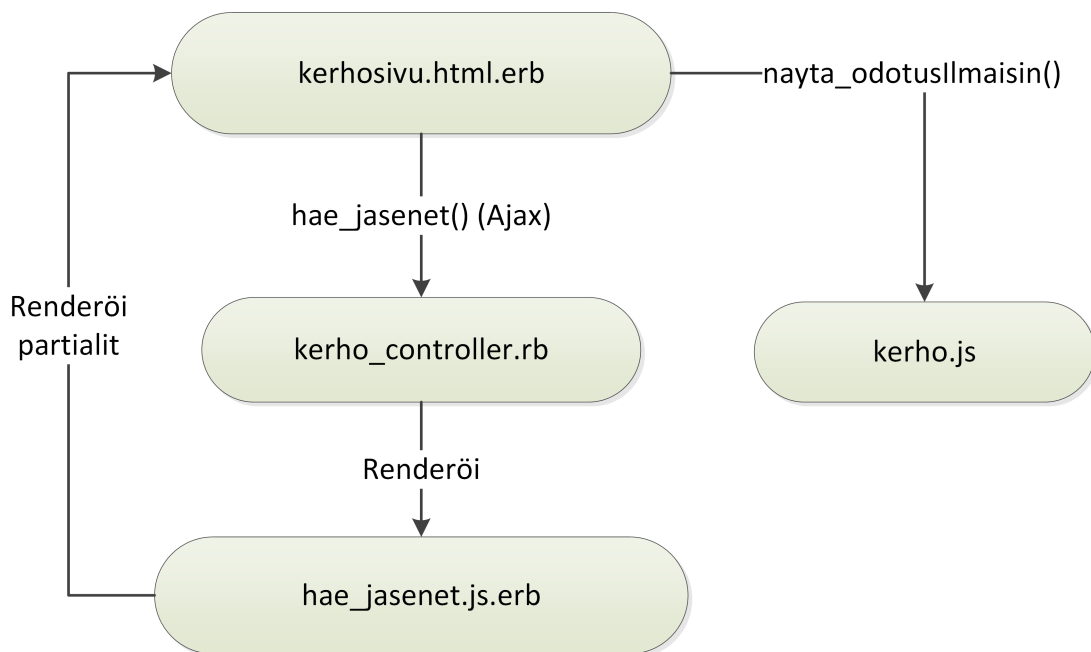 kerhosivu.html.erb
nayta_odotusIlmaisin()
hae_jasenet() (Ajax)
Renderöi
partialit
kerho_controller.rb
kerho.js
Renderöi
hae_jasenet.js.erb